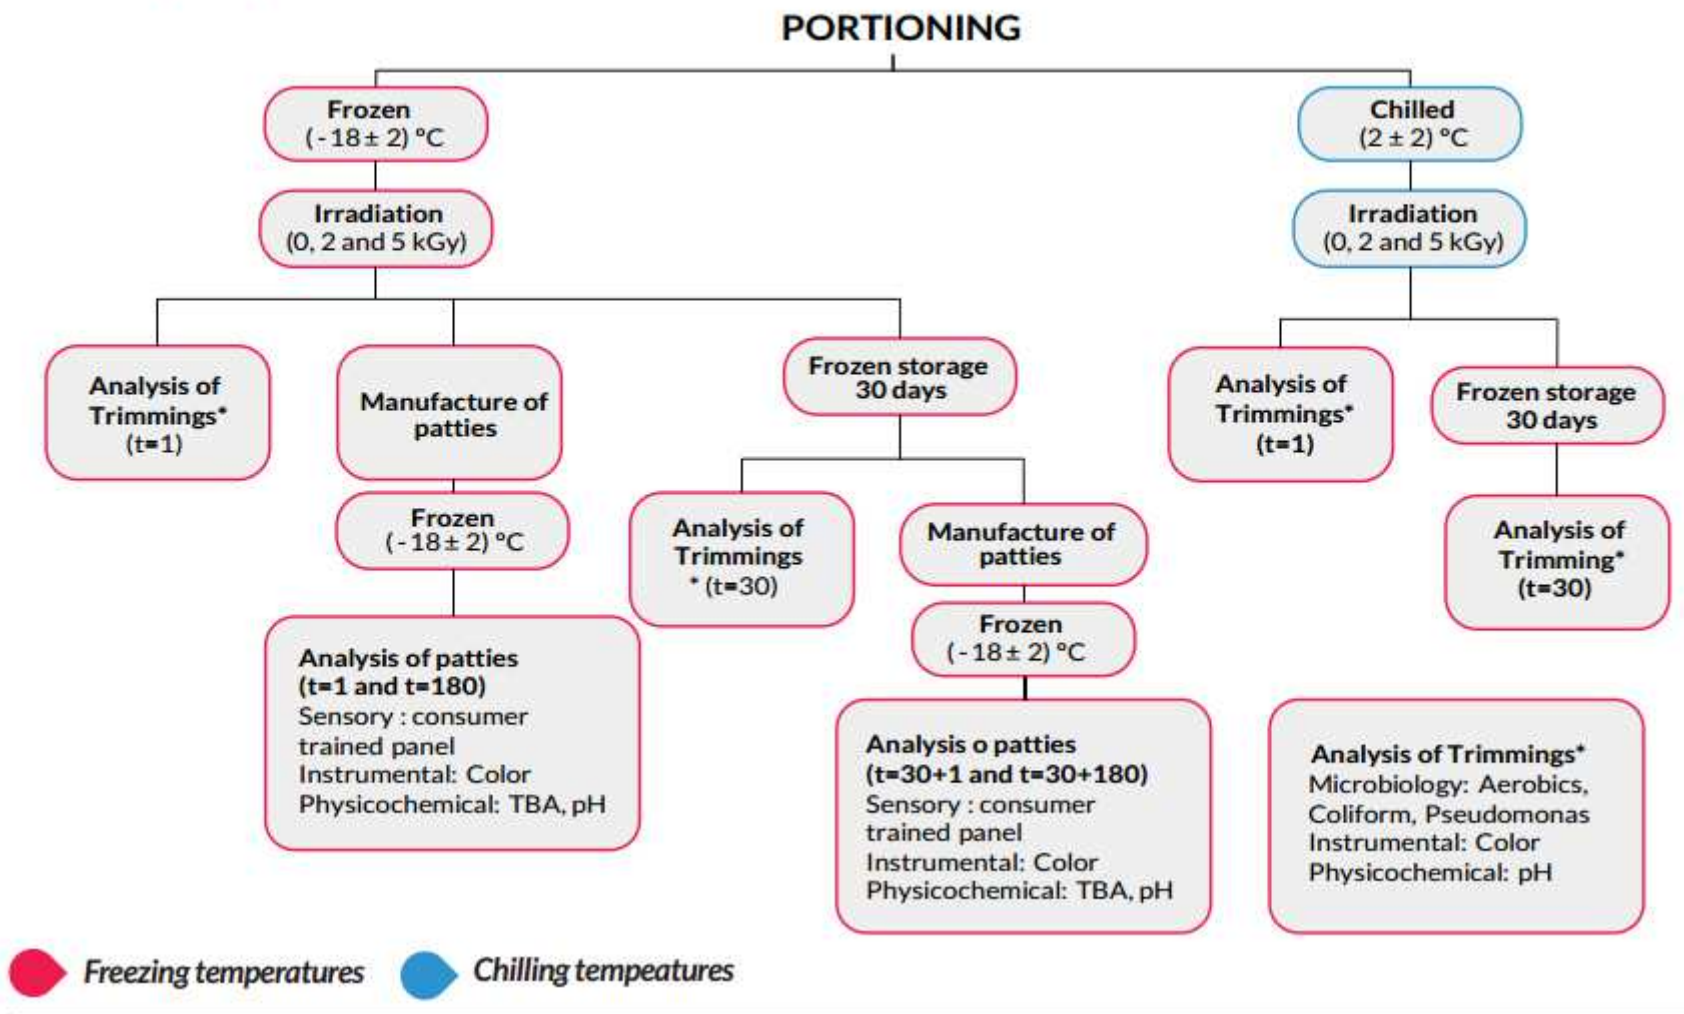 PORTIONING
Frozen
(-18± 2) ºC
Chilled
(2 ± 2) ºC
Irradiation
(0, 2 and 5 kGy)
Irradiation
(0, 2 and 5 kGy)
Analysis of
Trimmings*
(t=1)
Manufacture of
patties
Frozen
(-18± 2) ºC
Analysis of patties
(t=1 and t=180)
Sensory : consumer
trained panel
Instrumental: Color
Physicochemical: TBA, pH
Frozen storage
30 days
Analysis of
Trimmings
* (t=30)
Manufacture of
patties
Frozen
(-18± 2) ºC
Analysis o patties
(t=30+1 and t=30+180)
Sensory : consumer
trained panel
Instrumental: Color
Physicochemical: TBA, pH
Analysis of
Trimmings*
(t=1)
Frozen storage
30 days
Analysis of
Trimming*
(t=30)
Analysis of Trimmings*
Microbiology: Aerobics,
Coliform, Pseudomonas
Instrumental: Color
Physicochemical: pH
Freezing temperatures
Chilling tempeatures